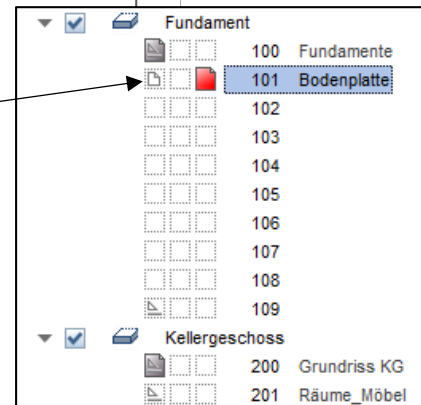 Fundament
100 Fundamente
101 Bodenplatte
102
103
104
105
106
107
108
109
Kellergeschoss
200 Grundriss KG
201 Räume_Möbel